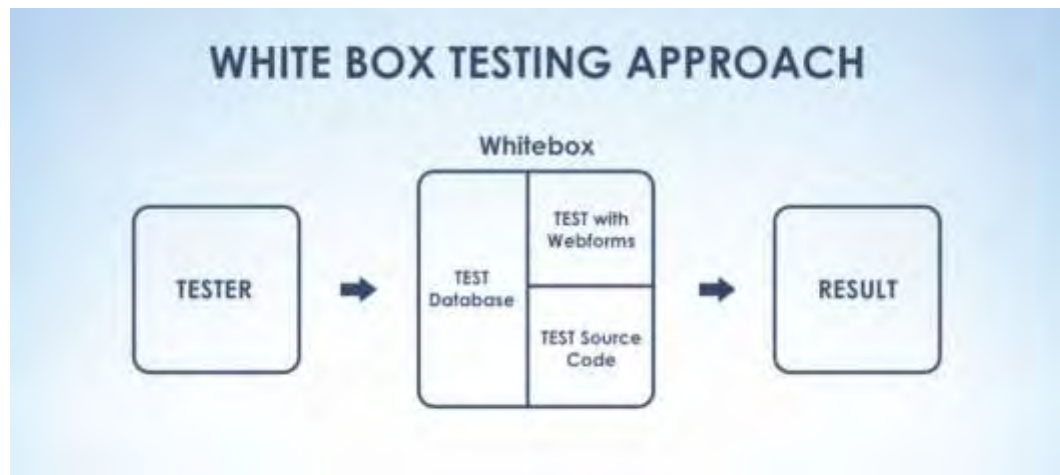 WHITE BOX TESTING APPROACH
Whitebox
TESTER
TEST
Database
TEST with
Webforms
TEST Source
Code
RESULT